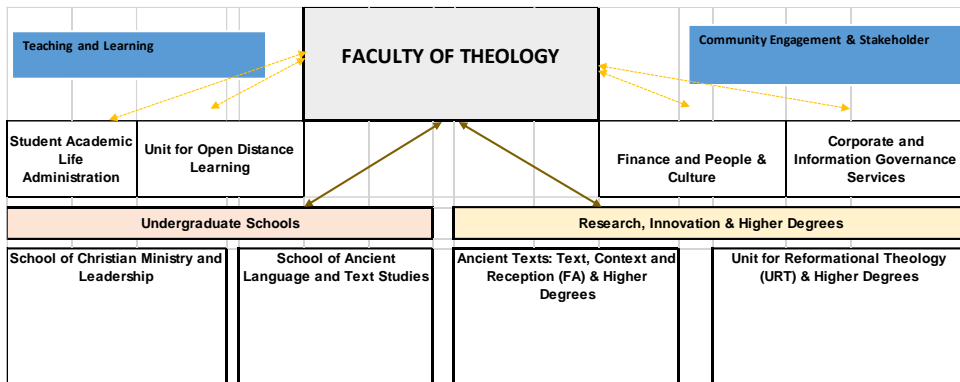 Teaching and Learning
FACULTY OF THEOLOGY
Community Engagement & Stakeholder
Student Academic
Life
Administration
Unit for Open Distance
Learning
Finance and People &
Culture
Corporate and
Information Governance
Services
Undergraduate Schools
Research, Innovation & Higher Degrees
School of Christian Ministry and
Leadership
School of Ancient
Language and Text Studies
Ancient Texts: Text, Context and
Reception (FA) & Higher
Degrees
Unit for Reformational Theology
(URT) & Higher Degrees